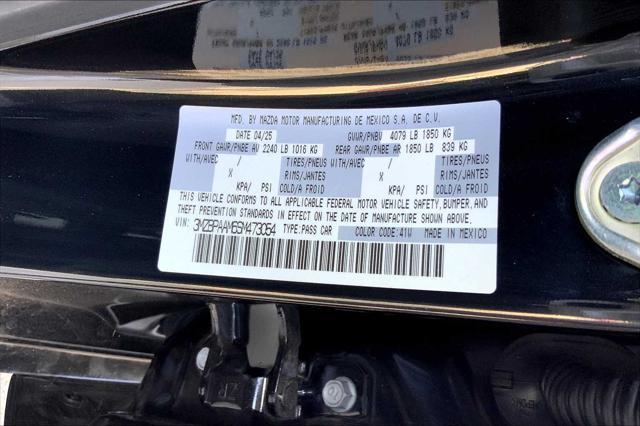 MFD. BY MAZDA MOTOR MANUFACTURING DE MEXICO S.A. DE C.V.
DATE 04/25 GVWR/PNBV 4079 LB 1850 KG
FRONT GAWR/PNBE AV 2240 LB 1016 KG REAR GAWR/PNBE AR 1850 LB 839 KG
WITH/AVEC / TIRES/PNEUS WITH/AVEC / TIRES/PNEUS
X RIMS/JANTES X RIMS/JANTES
KPA/ PSI COLD/A FROID KPA/ PSI COLD/A FROID
THIS VEHICLE CONFORMS TO ALL APPLICABLE FEDERAL MOTOR VEHICLE SAFETY, BUMPER, AND
THEFT PREVENTION STANDARDS IN EFFECT ON THE DATE OF MANUFACTURE SHOWN ABOVE.
VIN: TYPE:PASS CAR COLOR CODE:41W MADE IN MEXICO